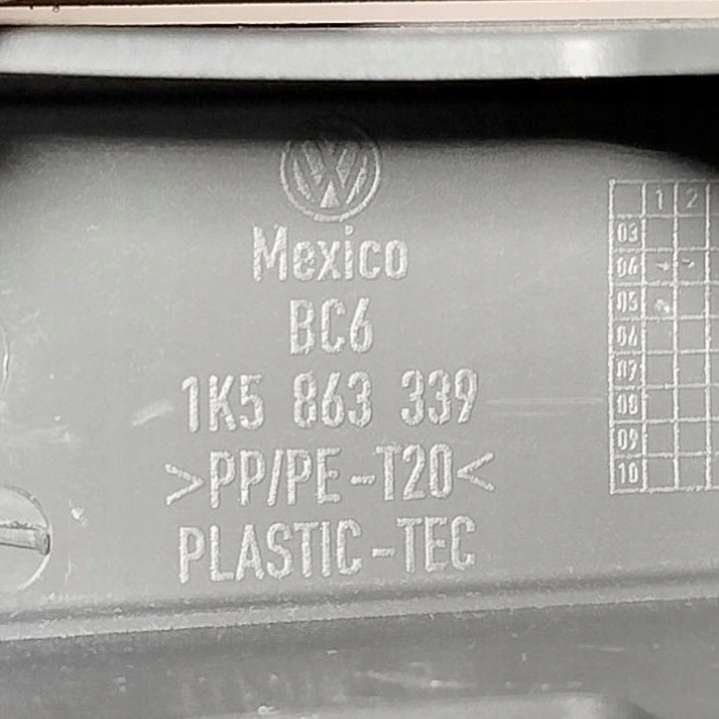 Mexico
BC6
1K5 863 339
>PP/PE-T20<
PLASTIC-TEC
1 2
03
04
05
06
07
08
09
10